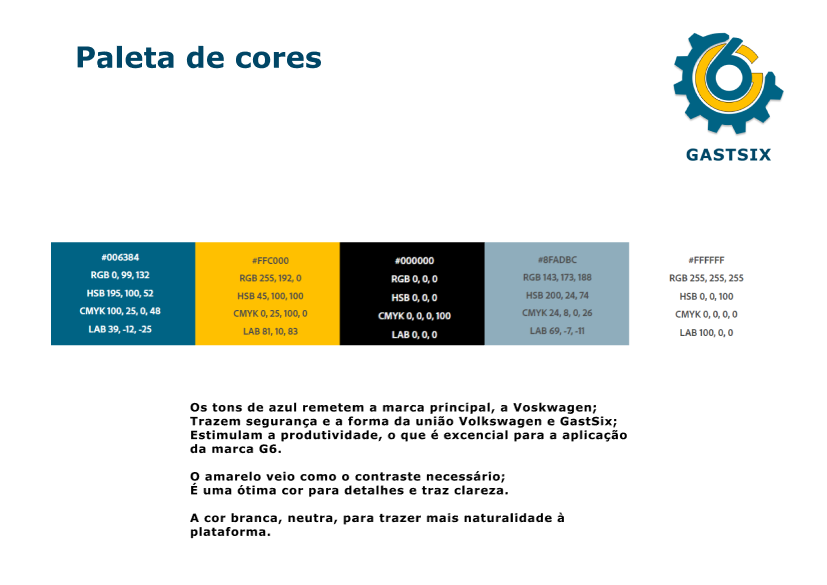 Paleta de cores
GASTSIX
#006384
RGB 0, 99, 132
HSB 195, 100, 52
CMYK 100, 25, 0, 48
LAB 39, -12, -25
#FFC000
RGB 255, 192, 0
HSB 45, 100, 100
CMYK 0, 25, 100, 0
LAB 81, 10, 83
#000000
RGB 0, 0, 0
HSB 0, 0, 0
CMYK 0, 0, 0, 100
LAB 0, 0, 0
#8FADBC
RGB 143, 173, 188
HSB 200, 24, 74
CMYK 24, 8, 0, 26
LAB 69, -7, -11
#FFFFFF
RGB 255, 255, 255
HSB 0, 0, 100
CMYK 0, 0, 0, 0
LAB 100, 0, 0
Os tons de azul remetem a marca principal, a Voskwagen;
Trazem segurança e a forma da união Volkswagen e GastSix;
Estimulam a produtividade, o que é excencial para a aplicação
da marca G6.
O amarelo veio como o contraste necessário;
É uma ótima cor para detalhes e traz clareza.
A cor branca, neutra, para trazer mais naturalidade à
plataforma.